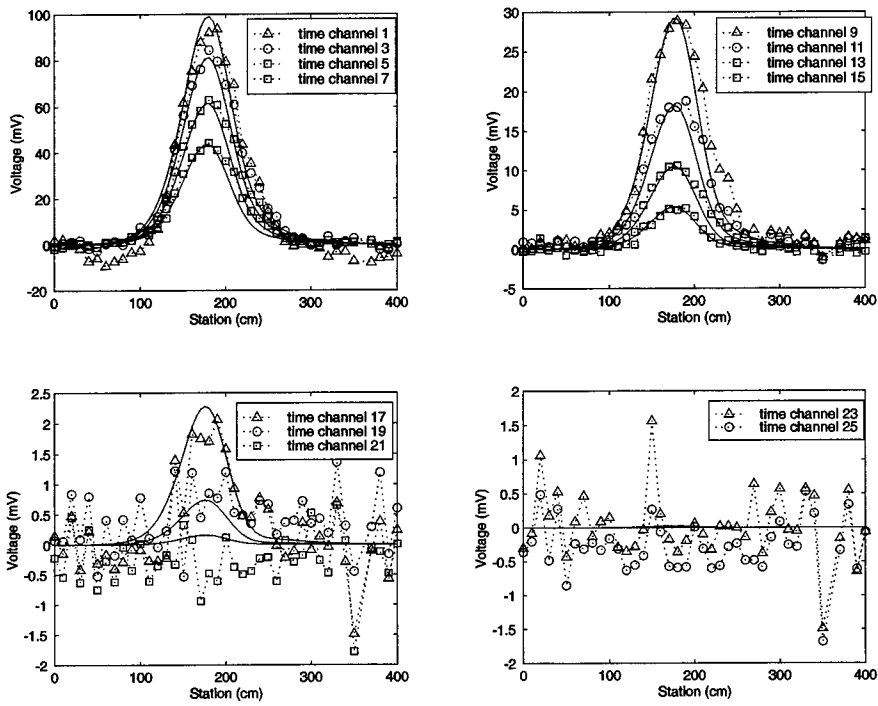 100
80
60
40
20
0
-20
Voltage (mV)
time channel 1
time channel 3
time channel 5
time channel 7
0 100 200 300 400
Station (cm)
30
25
20
15
10
5
0
-5
Voltage (mV)
time channel 9
time channel 11
time channel 13
time channel 15
0 100 200 300 400
Station (cm)
2.5
2
1.5
1
0.5
0
-0.5
-1
-1.5
-2
Voltage (mV)
time channel 17
time channel 19
time channel 21
0 100 200 300 400
Station (cm)
2
1.5
1
0.5
0
-0.5
-1
-1.5
-2
Voltage (mV)
time channel 23
time channel 25
0 100 200 300 400
Station (cm)